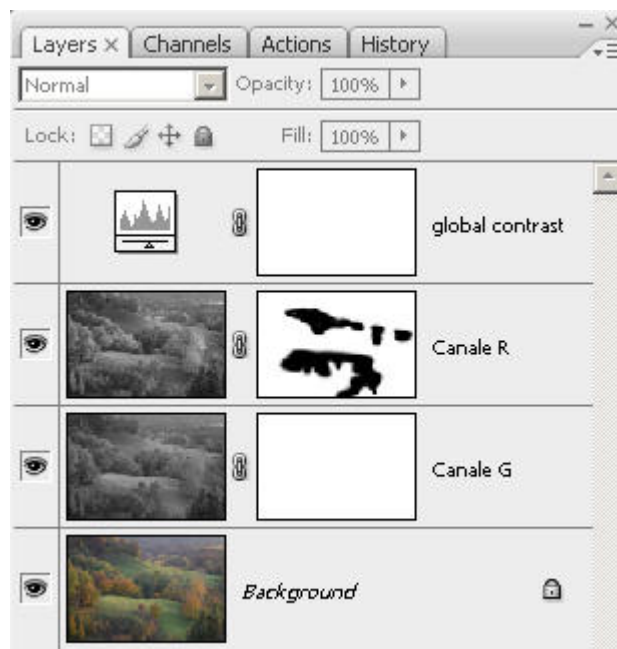 Layers × Channels Actions History
Normal Opacity: 100%
Lock: Fill: 100%
global contrast
Canale R
Canale G
Background